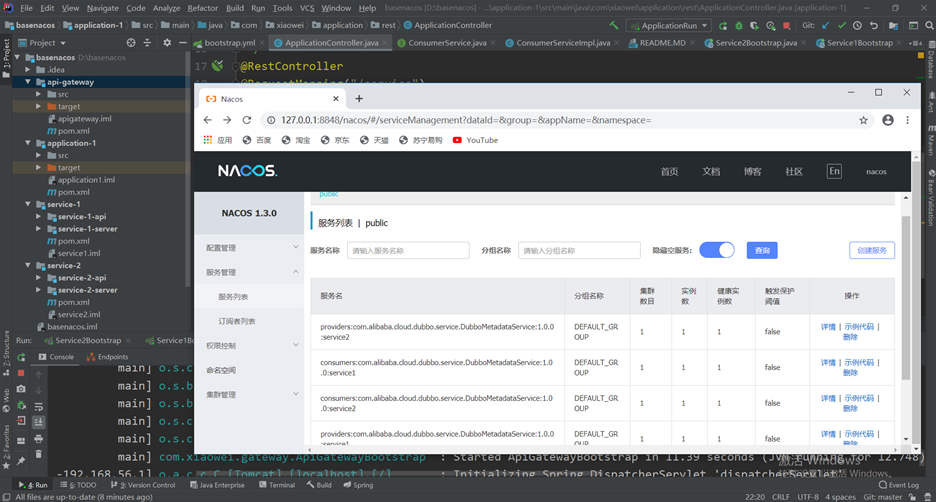 File Edit View Navigate Code Analyze Refactor Build Run Tools VCS Window Help basenacos [D:\basenacos] - ...\application-1\src\main\java\com\xiaowei\application\rest\ApplicationController.java [application-1]
basenacos application-1 src main java com xiaowei application rest ApplicationController ApplicationRun Git:
1: Project
Project
bootstrap.yml ApplicationController.java ConsumerService.java ConsumerServiceImpl.java README.MD Service2Bootstrap.java Service1Bootstrap
basenacos D:\basenacos
.idea
api-gateway
src
target
apigateway.iml
pom.xml
application-1
src
target
application1.iml
pom.xml
service-1
service-1-api
service-1-server
pom.xml
service1.iml
service-2
service-2-api
service-2-server
pom.xml
service2.iml
basenacos.iml
17 @RestController
18 @RequestMapping("/service")
Database
Ant
Maven
Bean Validation
Nacos
127.0.0.1:8848/nacos/#/serviceManagement?dataId=&group=&appName=&namespace=
应用 百度 淘宝 京东 天猫 苏宁易购 YouTube
NACOS. 首页 文档 博客 社区 En nacos
public
NACOS 1.3.0
配置管理
服务管理
服务列表
订阅者列表
权限控制
命名空间
集群管理
服务列表 | public
服务名称 请输入服务名称 分组名称 请输入分组名称 隐藏空服务: 查询 创建服务
服务名 分组名称 集群数目 实例数 健康实例数 触发保护阈值 操作
providers:com.alibaba.cloud.dubbo.service.DubboMetadataService:1.0.0:service2 DEFAULT_GROUP 1 1 1 false 详情 | 示例代码 | 删除
consumers:com.alibaba.cloud.dubbo.service.DubboMetadataService:1.0.0:service1 DEFAULT_GROUP 1 1 1 false 详情 | 示例代码 | 删除
consumers:com.alibaba.cloud.dubbo.service.DubboMetadataService:1.0.0:service2 DEFAULT_GROUP 1 1 1 false 详情 | 示例代码 | 删除
providers:com.alibaba.cloud.dubbo.service.DubboMetadataService:1.0.0:service1 DEFAULT_GROUP 1 1 1 false 详情 | 示例代码 | 删除
Z: Structure
Web
2: Favorites
Run: Service2Bootstrap Service1Bo
Console Endpoints
main] o.s.c
main] o.s.b
main] o.s.b
main] o.s.c
main] o.s.c
main] com.xiaowei.gateway.ApiGatewayBootstrap : Started ApiGatewayBootstrap in 11.39 seconds (JVM running for 12.748)
-192.168.56.1] o.a.c.c.C.[Tomcat].[localhost].[/] : Initializing Spring DispatcherServlet 'dispatcherServlet'
激活 Windows
4: Run 6: TODO 9: Version Control Java Enterprise Terminal Build Spring Event Log
All files are up-to-date (8 minutes ago) 22:20 CRLF UTF-8 4 spaces Git: master